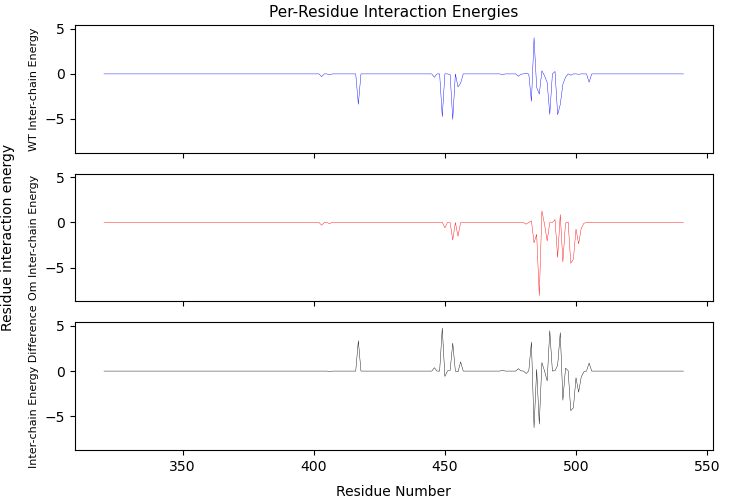 Per-Residue Interaction Energies
Residue interaction energy
WT Inter-chain Energy
5
0
−5
Om Inter-chain Energy
5
0
−5
Inter-chain Energy Difference
5
0
−5
350
400
450
500
550
Residue Number